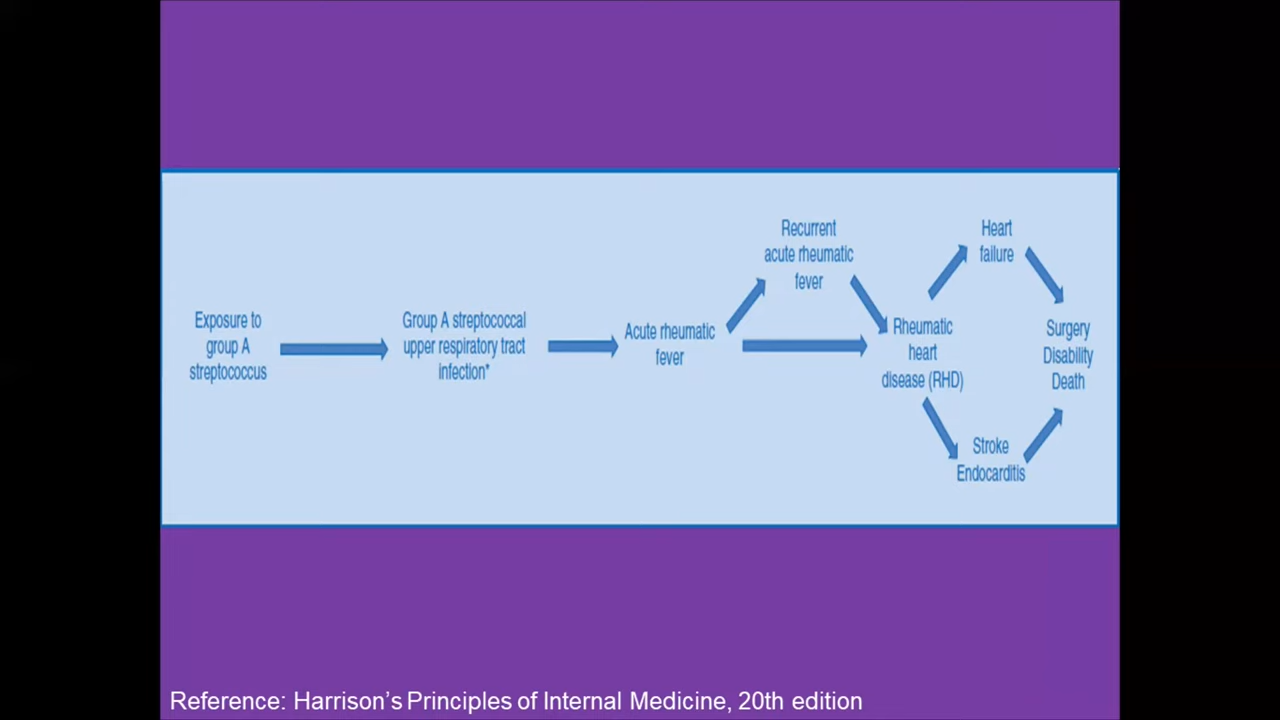 Exposure to
group A
streptococcus
Group A streptococcal
upper respiratory tract
infection*
Acute rheumatic
fever
Recurrent
acute rheumatic
fever
Rheumatic
heart
disease (RHD)
Heart
failure
Stroke
Endocarditis
Surgery
Disability
Death
Reference: Harrison’s Principles of Internal Medicine, 20th edition